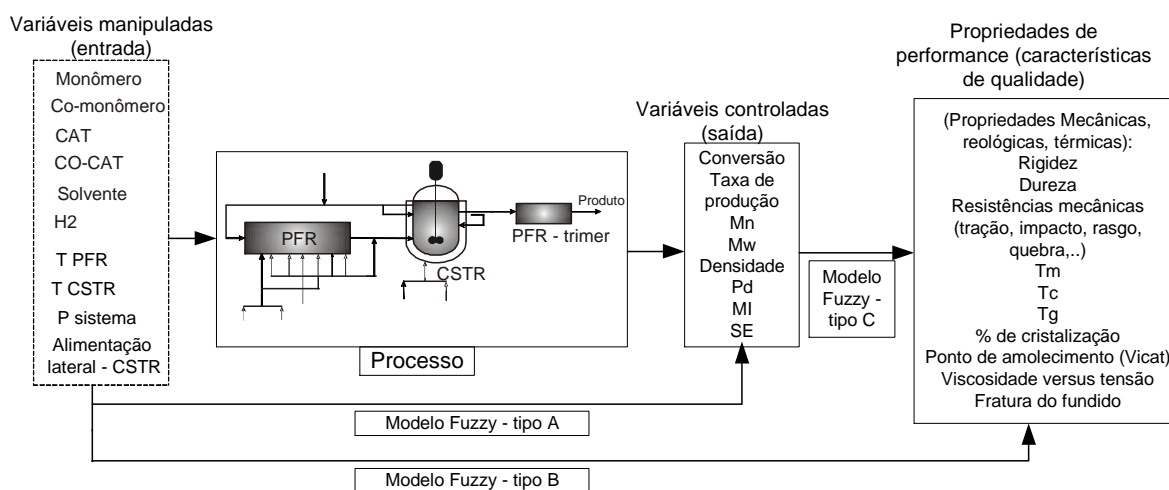 Variáveis manipuladas
(entrada)
Monômero
Co-monômero
CAT
CO-CAT
Solvente
H2
T PFR
T CSTR
P sistema
Alimentação
lateral - CSTR
PFR
CSTR
Produto
PFR - trimer
Processo
Variáveis controladas
(saída)
Conversão
Taxa de
produção
Mn
Mw
Densidade
Pd
MI
SE
Modelo
Fuzzy -
tipo C
Propriedades de
performance (características
de qualidade)
(Propriedades Mecânicas,
reológicas, térmicas):
Rigidez
Dureza
Resistências mecânicas
(tração, impacto, rasgo,
quebra,..)
Tm
Tc
Tg
% de cristalização
Ponto de amolecimento (Vicat)
Viscosidade versus tensão
Fratura do fundido
Modelo Fuzzy - tipo A
Modelo Fuzzy - tipo B